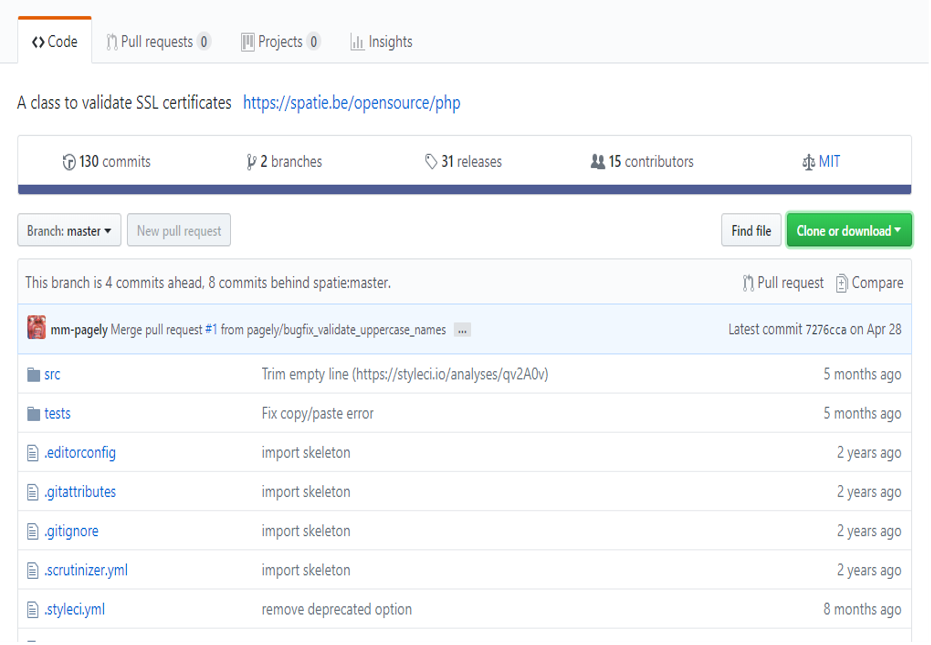 Code Pull requests 0 Projects 0 Insights
A class to validate SSL certificates https://spatie.be/opensource/php
130 commits 2 branches 31 releases 15 contributors MIT
Branch: master New pull request Find file Clone or download
This branch is 4 commits ahead, 8 commits behind spatie:master. Pull request Compare
mm-pagely Merge pull request #1 from pagely/bugfix_validate_uppercase_names ... Latest commit 7276cca on Apr 28
src Trim empty line (https://styleci.io/analyses/qv2A0v) 5 months ago
tests Fix copy/paste error 5 months ago
.editorconfig import skeleton 2 years ago
.gitattributes import skeleton 2 years ago
.gitignore import skeleton 2 years ago
.scrutinizer.yml import skeleton 2 years ago
.styleci.yml remove deprecated option 8 months ago